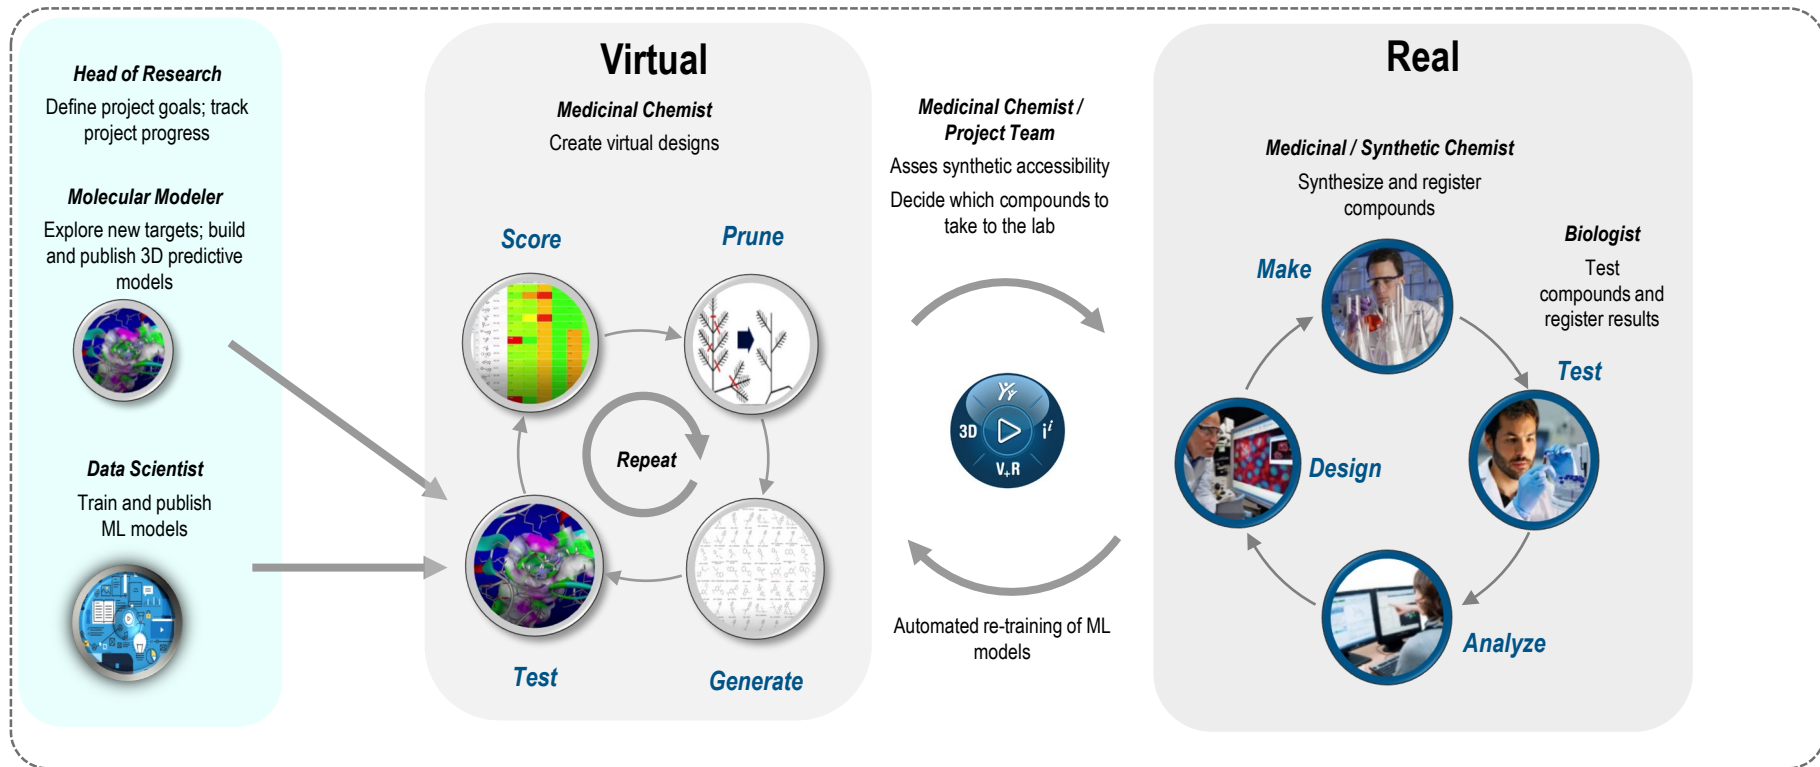 Head of Research
Define project goals; track
project progress
Molecular Modeler
Explore new targets; build
and publish 3D predictive
models
Data Scientist
Train and publish
ML models
Virtual
Medicinal Chemist
Create virtual designs
Score
Prune
Repeat
Test
Generate
Medicinal Chemist /
Project Team
Asses synthetic accessibility
Decide which compounds to
take to the lab
3D
V+R
Automated re-training of ML
models
Real
Medicinal / Synthetic Chemist
Synthesize and register
compounds
Biologist
Test
compounds and
register results
Make
Test
Design
Analyze